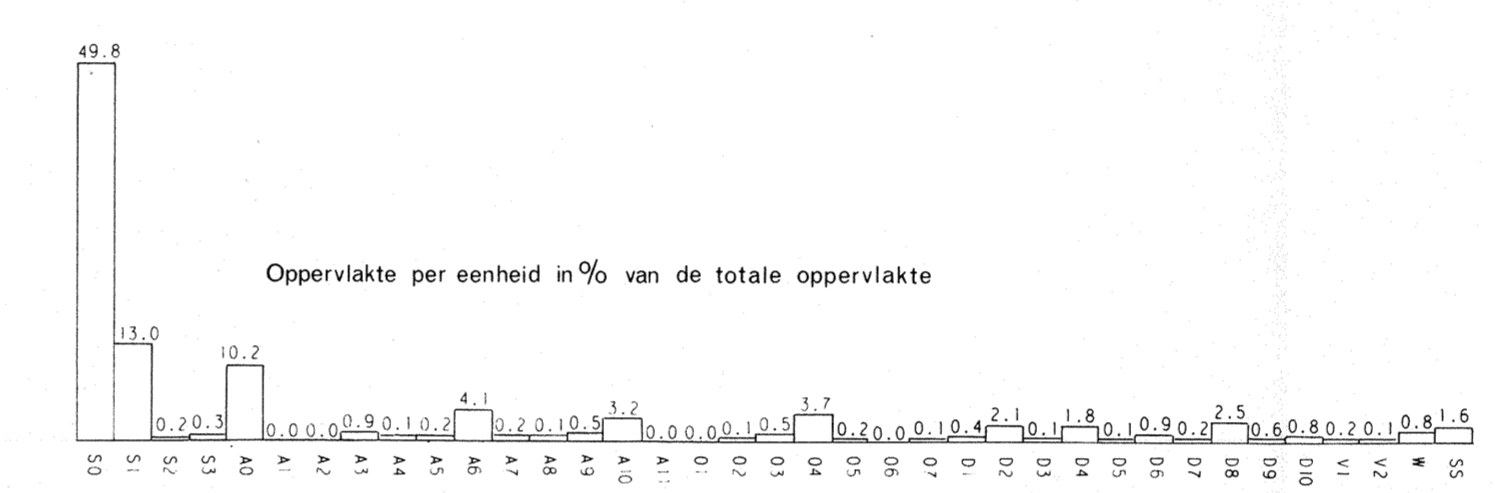 49.8
13.0
10.2
0.2 0.3 0.0 0.0 0.9 0.1 0.2 4.1 0.2 0.1 0.5 3.2 0.0 0.0 0.1 0.5 3.7 0.2 0.0 0.1 0.4 2.1 0.1 1.8 0.1 0.9 0.2 2.5 0.6 0.8 0.2 0.1 0.8 1.6
Oppervlakte per eenheid in % van de totale oppervlakte
S0 S1 S2 S3 A0 A1 A2 A3 A4 A5 A6 A7 A8 A9 A10 A11 O1 O2 O3 O4 O5 O6 O7 D1 D2 D3 D4 D5 D6 D7 D8 D9 D10 V1 V2 W SS